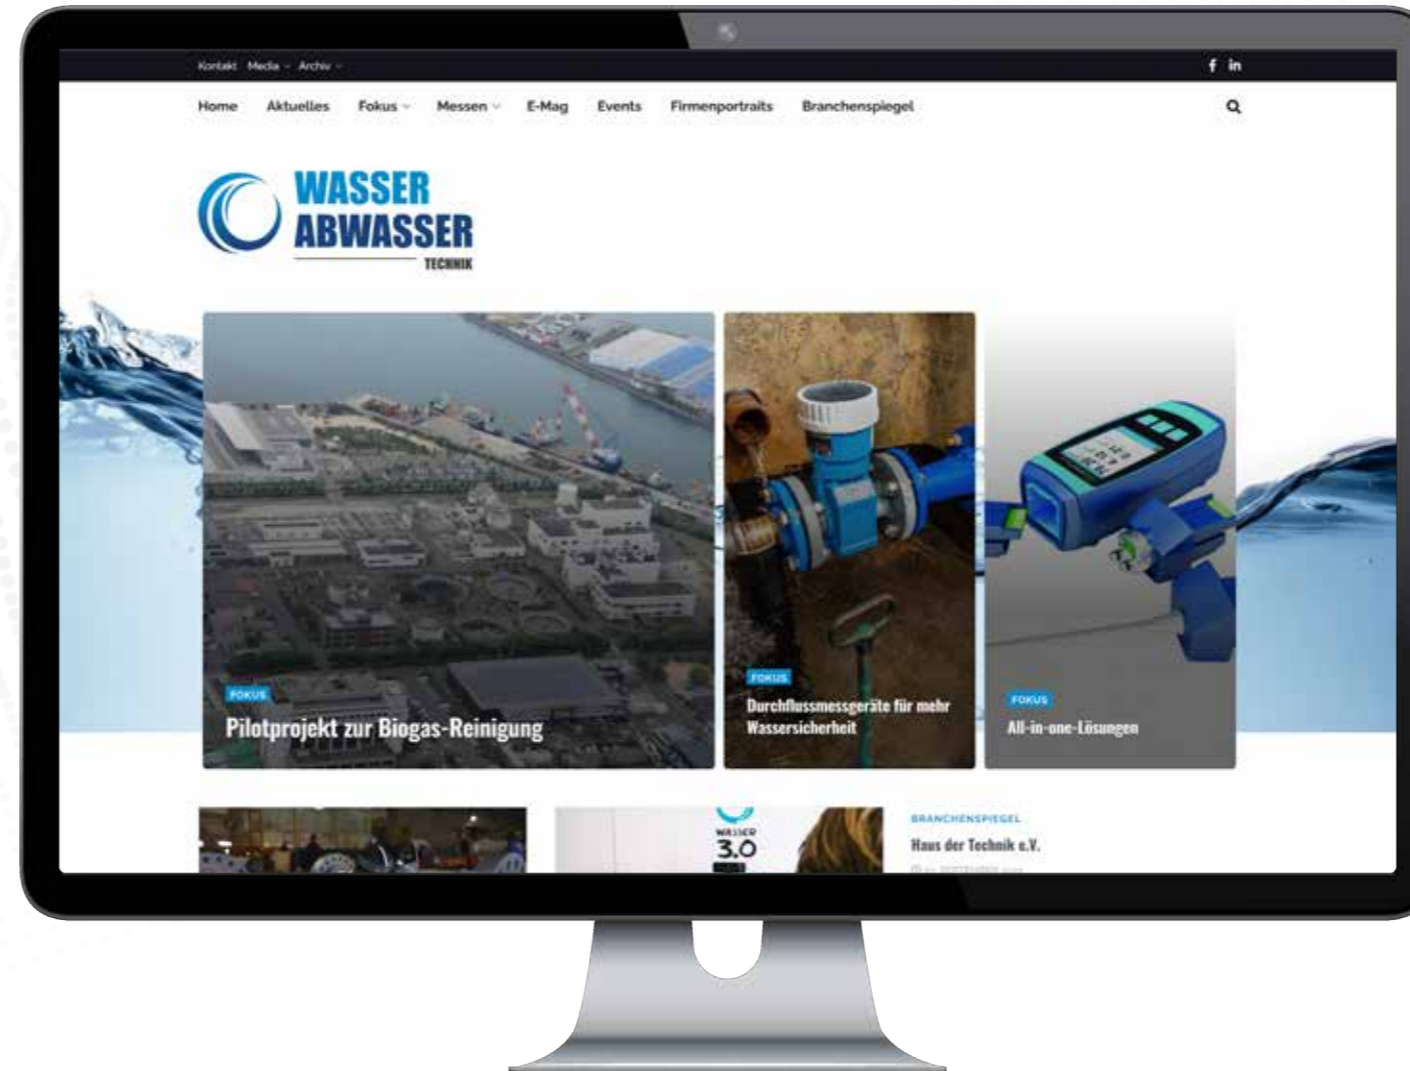 Kontakt Media Archiv
f in
Home Aktuelles Fokus Messen E-Mag Events Firmenportraits Branchenspiegel
WASSER
ABWASSER
TECHNIK
FOKUS
Pilotprojekt zur Biogas-Reinigung
FOKUS
Durchflussmessgeräte für mehr
Wassersicherheit
FOKUS
All-in-one-Lösungen
WASSER
3.0
BRANCHENSPIEGEL
Haus der Technik e.V.